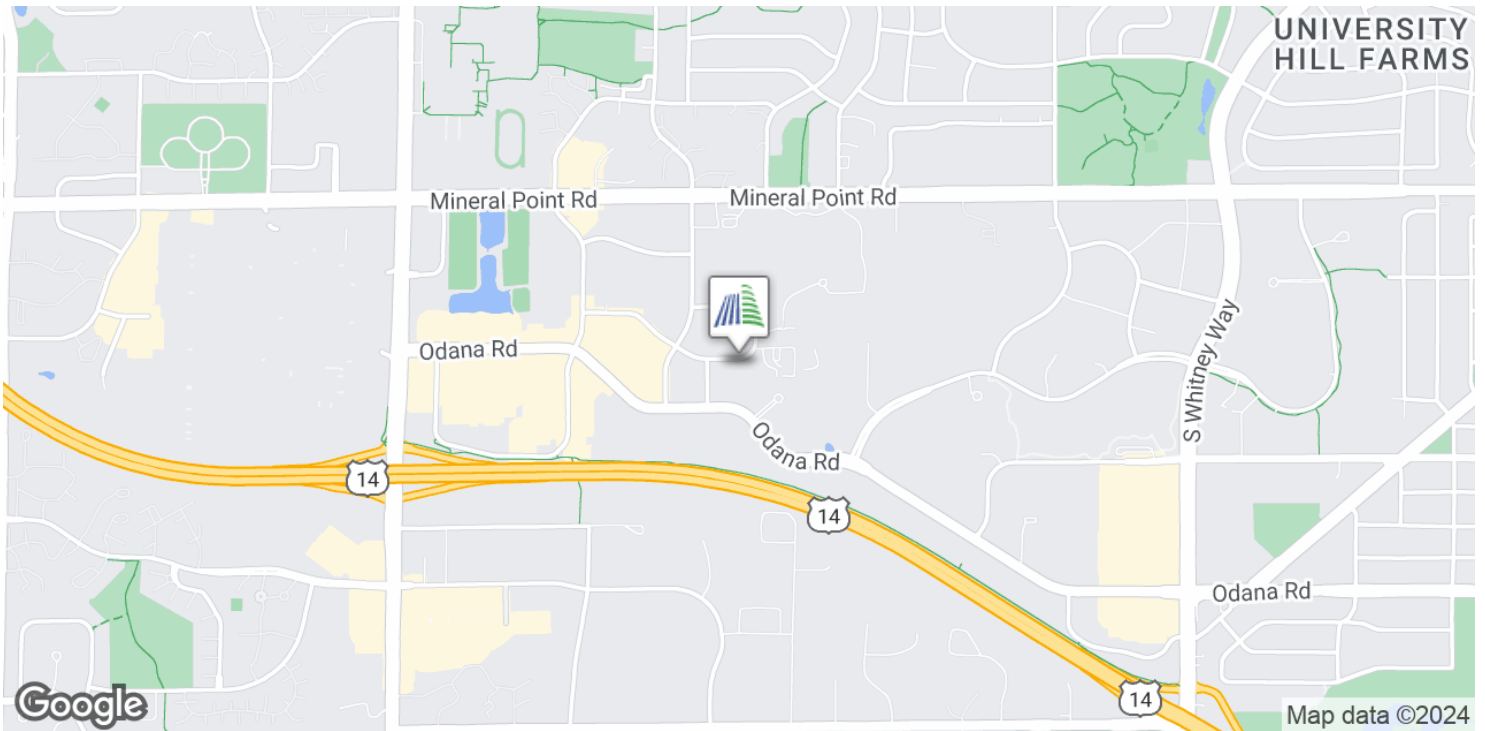 UNIVERSITY
HILL FARMS
Mineral Point Rd
Mineral Point Rd
Odana Rd
S Whitney Way
Odana Rd
14
14
Odana Rd
14
Google
Map data ©2024